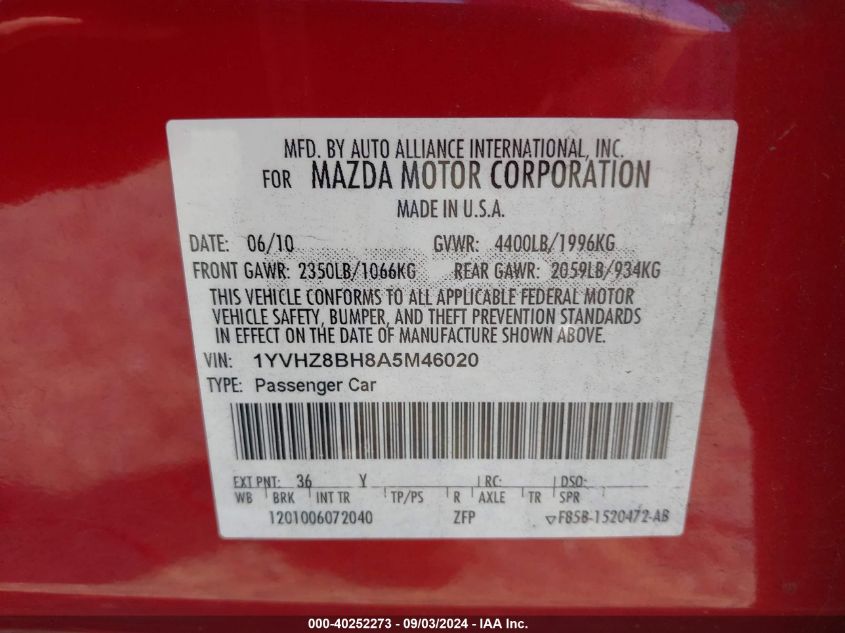 MFD. BY AUTO ALLIANCE INTERNATIONAL, INC.
FOR MAZDA MOTOR CORPORATION
MADE IN U.S.A.
DATE: 06/10 GVWR: 4400LB/1996KG
FRONT GAWR: 2350LB/1066KG REAR GAWR: 2059LB/934KG
THIS VEHICLE CONFORMS TO ALL APPLICABLE FEDERAL MOTOR
VEHICLE SAFETY, BUMPER, AND THEFT PREVENTION STANDARDS
IN EFFECT ON THE DATE OF MANUFACTURE SHOWN ABOVE.
VIN: 1YVHZ8BH8A5M46020
TYPE: Passenger Car
EXT PNT: 36 Y RC: DSO:
WB BRK INT TR TP/PS R AXLE TR SPR
1201006072040 ZFP ▽F85B-1520472-AB
000-40252273 - 09/03/2024 - IAA Inc.